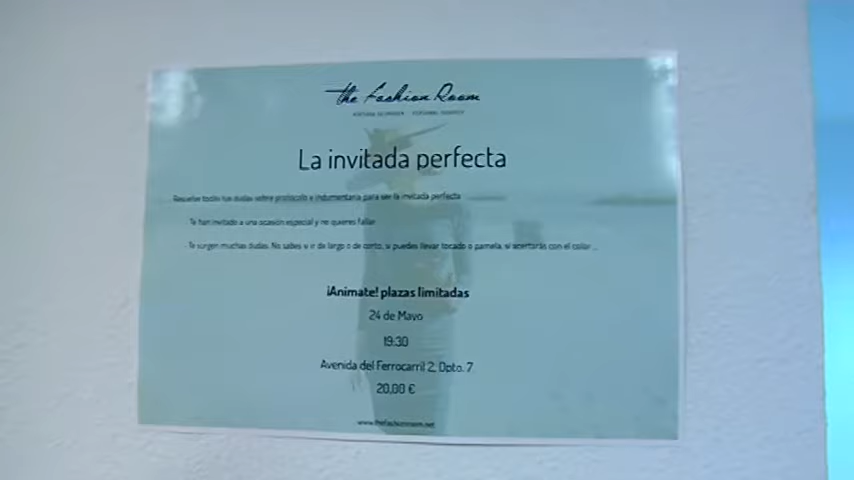 the Fashion Room
La invitada perfecta
Resuelve todas tus dudas sobre protocolo e indumentaria para ser la invitada perfecta
Te han invitado a una ocasión especial y no quieres fallar
Te surgen muchas dudas. No sabes si ir de largo o de corto, si puedes llevar tocado o pamela, si acertarás con el color ...
¡Anímate! plazas limitadas
24 de Mayo
19:30
Avenida del Ferrocarril 2, Dpto. 7
20,00 €
www.thefashionroom.net